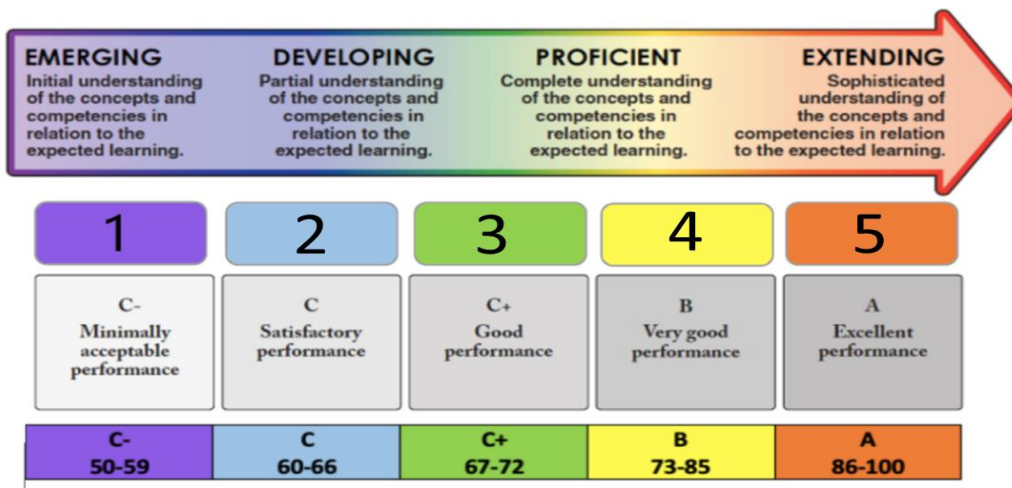 EMERGING
Initial understanding
of the concepts and
competencies in
relation to the
expected learning.
DEVELOPING
Partial understanding
of the concepts and
competencies in
relation to the
expected learning.
PROFICIENT
Complete understanding
of the concepts and
competencies in
relation to the
expected learning.
EXTENDING
Sophisticated
understanding of
the concepts and
competencies in relation
to the expected learning.
1
2
3
4
5
C-
Minimally
acceptable
performance
C
Satisfactory
performance
C+
Good
performance
B
Very good
performance
A
Excellent
performance
C-
50-59
C
60-66
C+
67-72
B
73-85
A
86-100